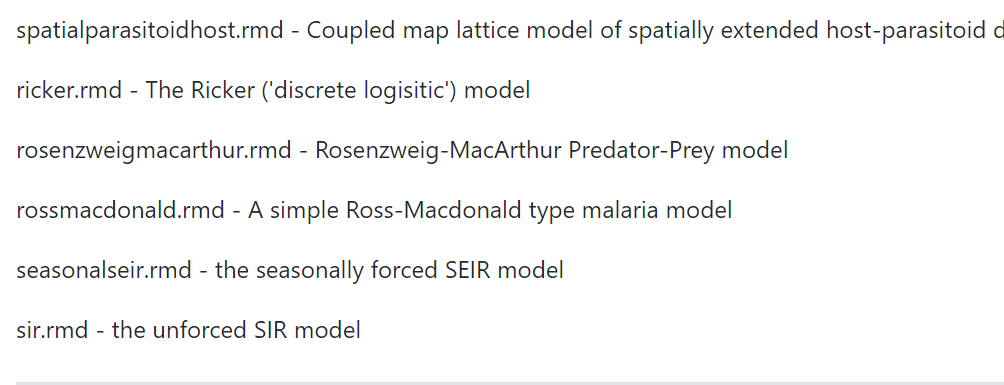 spatialparasitoidhost.rmd - Coupled map lattice model of spatially extended host-parasitoid
ricker.rmd - The Ricker ('discrete logisitic') model
rosenzweigmacarthur.rmd - Rosenzweig-MacArthur Predator-Prey model
rossmacdonald.rmd - A simple Ross-Macdonald type malaria model
seasonalseir.rmd - the seasonally forced SEIR model
sir.rmd - the unforced SIR model